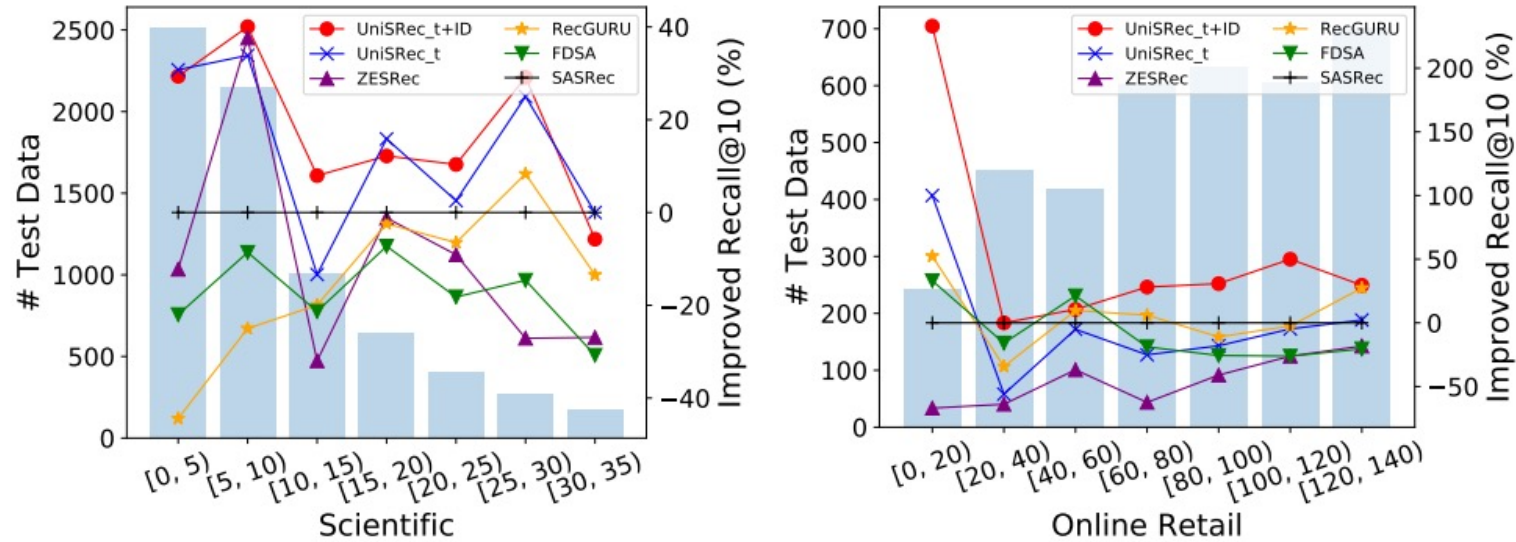 # Test Data
2500
2000
1500
1000
500
0
UniSRec_t+ID
UniSRec_t
ZESRec
RecGURU
FDSA
SASRec
40
20
0
−20
−40
Improved Recall@10 (%)
[0, 5)
[5, 10)
[10, 15)
[15, 20)
[20, 25)
[25, 30)
[30, 35)
Scientific
# Test Data
700
600
500
400
300
200
100
0
UniSRec_t+ID
UniSRec_t
ZESRec
RecGURU
FDSA
SASRec
200
150
100
50
0
−50
Improved Recall@10 (%)
[0, 20)
[20, 40)
[40, 60)
[60, 80)
[80, 100)
[100, 120)
[120, 140)
Online Retail